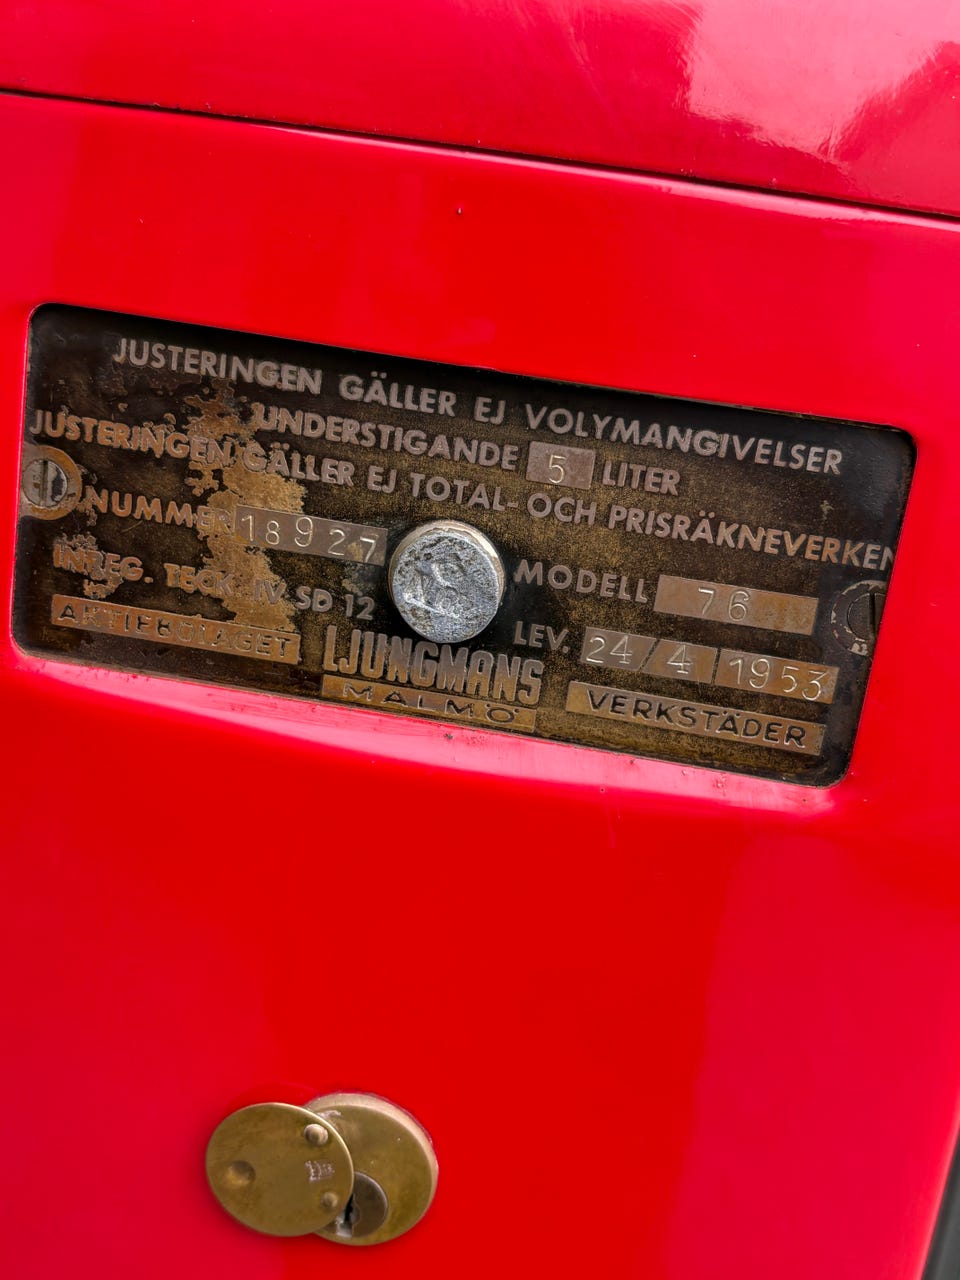 JUSTERINGEN GÄLLER EJ VOLYMANGIVELSER
UNDERSTIGANDE 5 LITER
JUSTERINGEN GÄLLER EJ TOTAL- OCH PRISRÄKNEVERKEN
NUMMER 18927 MODELL 76
INREG. TECK. IV SD 12 LEV. 24/4 1953
AKTIEBOLAGET LJUNGMANS VERKSTÄDER
MALMÖ